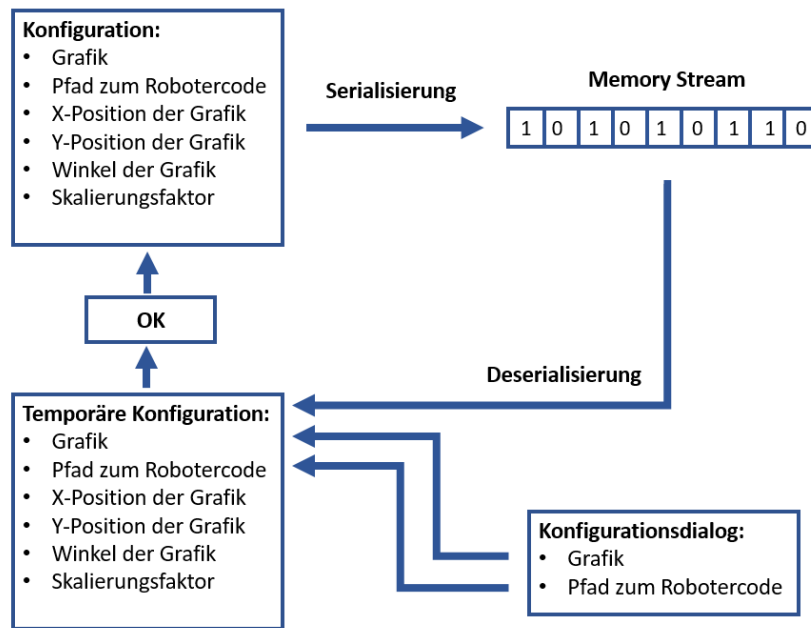 Konfiguration:
• Grafik
• Pfad zum Robotercode
• X-Position der Grafik
• Y-Position der Grafik
• Winkel der Grafik
• Skalierungsfaktor
Serialisierung
Memory Stream
1 0 1 0 1 0 1 1 0
OK
Deserialisierung
Temporäre Konfiguration:
• Grafik
• Pfad zum Robotercode
• X-Position der Grafik
• Y-Position der Grafik
• Winkel der Grafik
• Skalierungsfaktor
Konfigurationsdialog:
• Grafik
• Pfad zum Robotercode